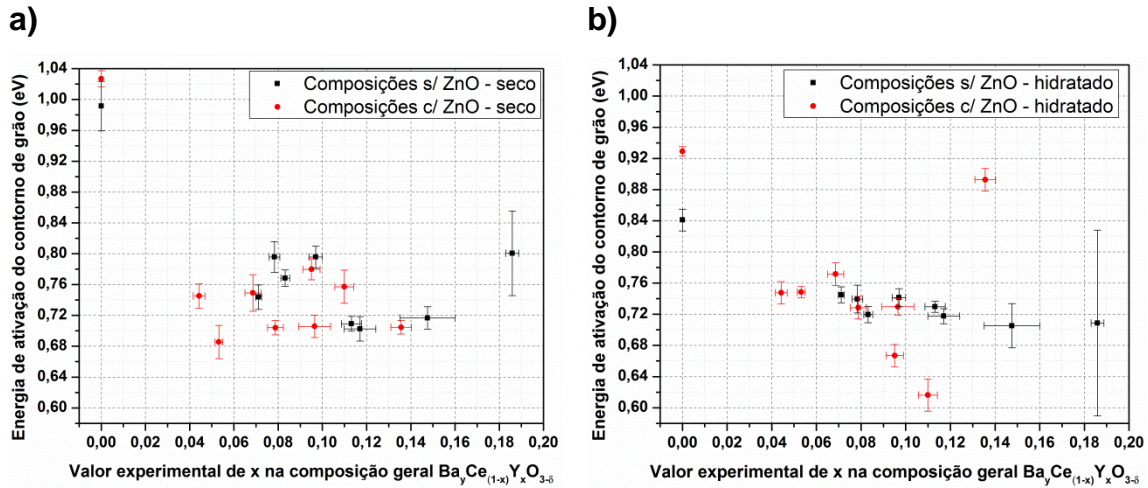 a)
Energia de ativação do contorno de grão (eV)
1,04
1,00
0,96
0,92
0,88
0,84
0,80
0,76
0,72
0,68
0,64
0,60
Composições s/ ZnO - seco
Composições c/ ZnO - seco
0,00 0,02 0,04 0,06 0,08 0,10 0,12 0,14 0,16 0,18 0,20
Valor experimental de x na composição geral BayCe(1-x)YxO3-δ
b)
Energia de ativação do contorno de grão (eV)
1,04
1,00
0,96
0,92
0,88
0,84
0,80
0,76
0,72
0,68
0,64
0,60
Composições s/ ZnO - hidratado
Composições c/ ZnO - hidratado
0,00 0,02 0,04 0,06 0,08 0,10 0,12 0,14 0,16 0,18 0,20
Valor experimental de x na composição geral BayCe(1-x)YxO3-δ